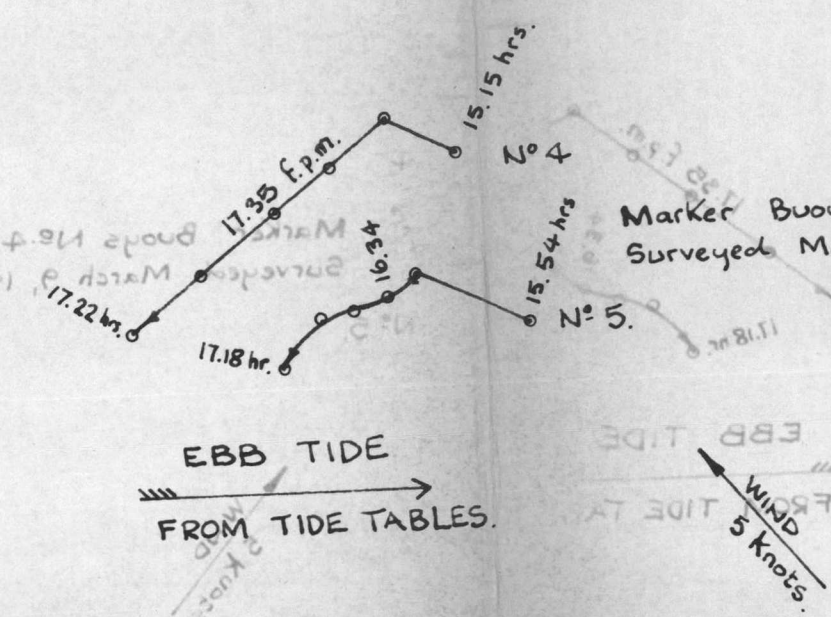 15.15 hrs.
No 4
17.35 f.p.m.
Marker
Surveyed
16.34
15.54 hrs
No 5.
17.22 hrs.
17.18 hr.
EBB TIDE
FROM TIDE TABLES.
WIND
5 Knots.